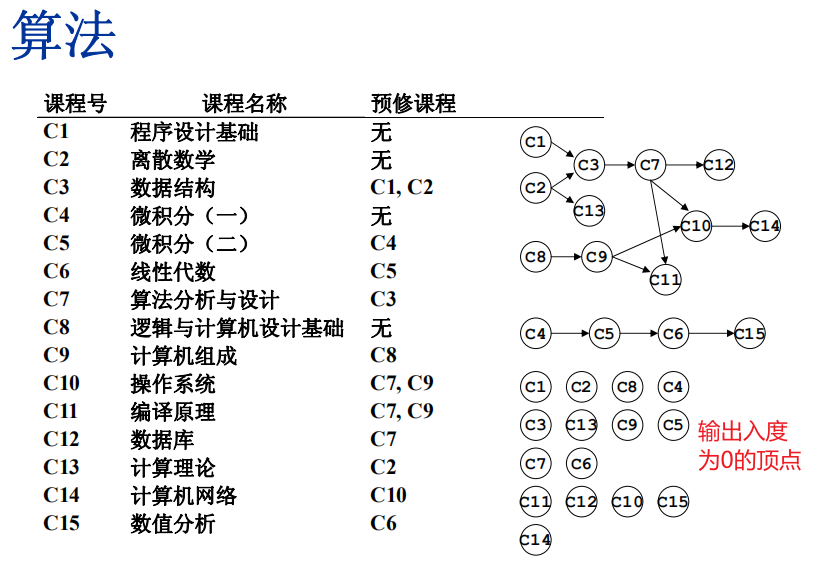 算法
课程号 课程名称 预修课程
C1 程序设计基础 无
C2 离散数学 无
C3 数据结构 C1, C2
C4 微积分（一） 无
C5 微积分（二） C4
C6 线性代数 C5
C7 算法分析与设计 C3
C8 逻辑与计算机设计基础 无
C9 计算机组成 C8
C10 操作系统 C7, C9
C11 编译原理 C7, C9
C12 数据库 C7
C13 计算理论 C2
C14 计算机网络 C10
C15 数值分析 C6
C1
C3 C7 C12
C2
C13
C10 C14
C8 C9
C11
C4 C5 C6 C15
C1 C2 C8 C4
C3 C13 C9 C5
C7 C6
C11 C12 C10 C15
C14
输出入度
为0的顶点